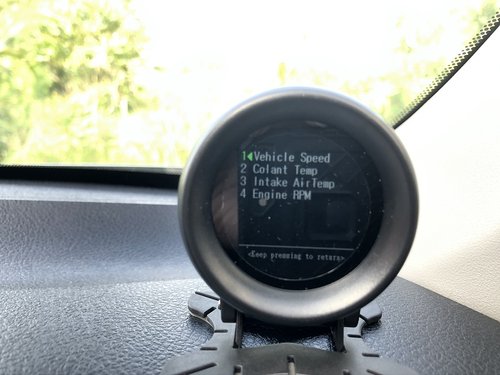 1 Vehicle Speed
2 Colant Temp
3 Intake AirTemp
4 Engine RPM
<Keep pressing to return>